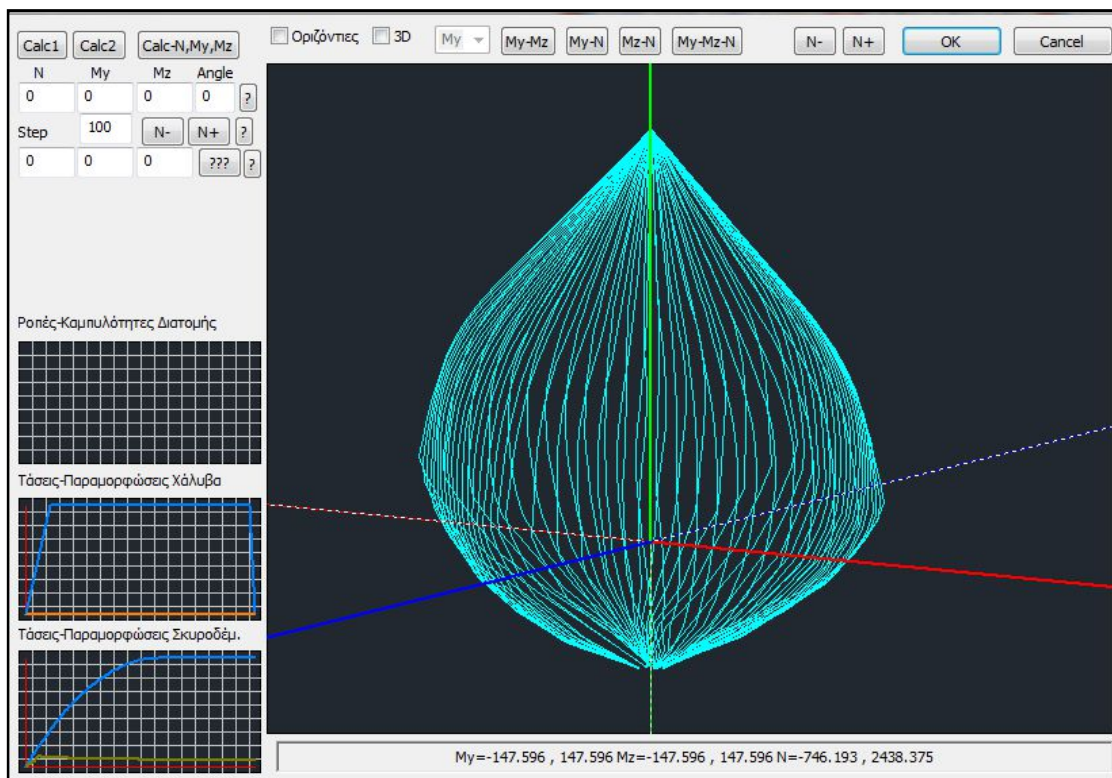 Calc1 Calc2 Calc-N,My,Mz Οριζόντιες 3D My My-Mz My-N Mz-N My-Mz-N N- N+ OK Cancel
N My Mz Angle
0 0 0 0 ?
Step 100 N- N+ ?
0 0 0 ??? ?
Ροπές-Καμπυλότητες Διατομής
Τάσεις-Παραμορφώσεις Χάλυβα
Τάσεις-Παραμορφώσεις Σκυροδέμ.
My=-147.596 , 147.596 Mz=-147.596 , 147.596 N=-746.193 , 2438.375